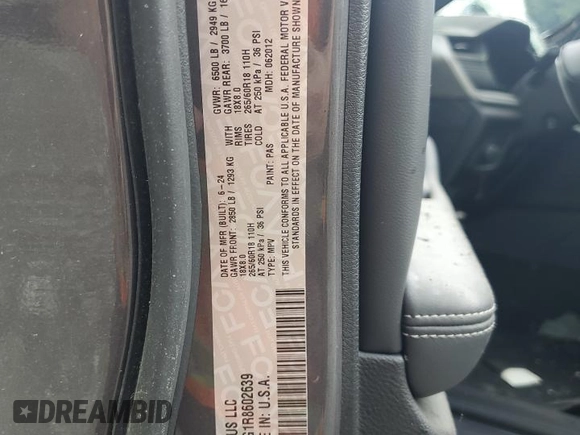 US LLC
DATE OF MFR (BUILT): 6-24
GVWR: 6500 LB / 2949 KG
GAWR FRONT: 2850 LB / 1293 KG
WITH
GAWR REAR: 3700 LB /
18X8.0
RIMS
18X8.0
265/60R18 110H
TIRES
265/60R18 110H
AT 250 kPa / 36 PSI
COLD
AT 250 kPa / 36 PSI
TYPE: MPV
PAINT: PAS
MDH: 062012
THIS VEHICLE CONFORMS TO ALL APPLICABLE U.S.A. FEDERAL MOTOR V
STANDARDS IN EFFECT ON THE DATE OF MANUFACTURE SHOWN
G1R8602639
E IN: U.S.A.
DEALER AUCTION